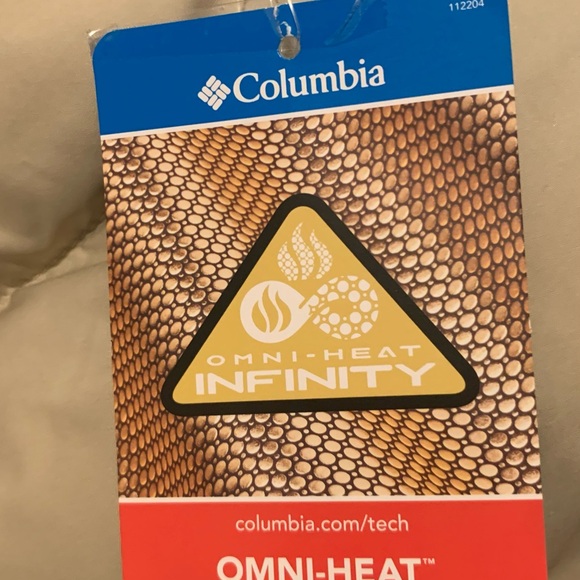 112204
Columbia
OMNI-HEAT
INFINITY
columbia.com/tech
OMNI-HEAT™